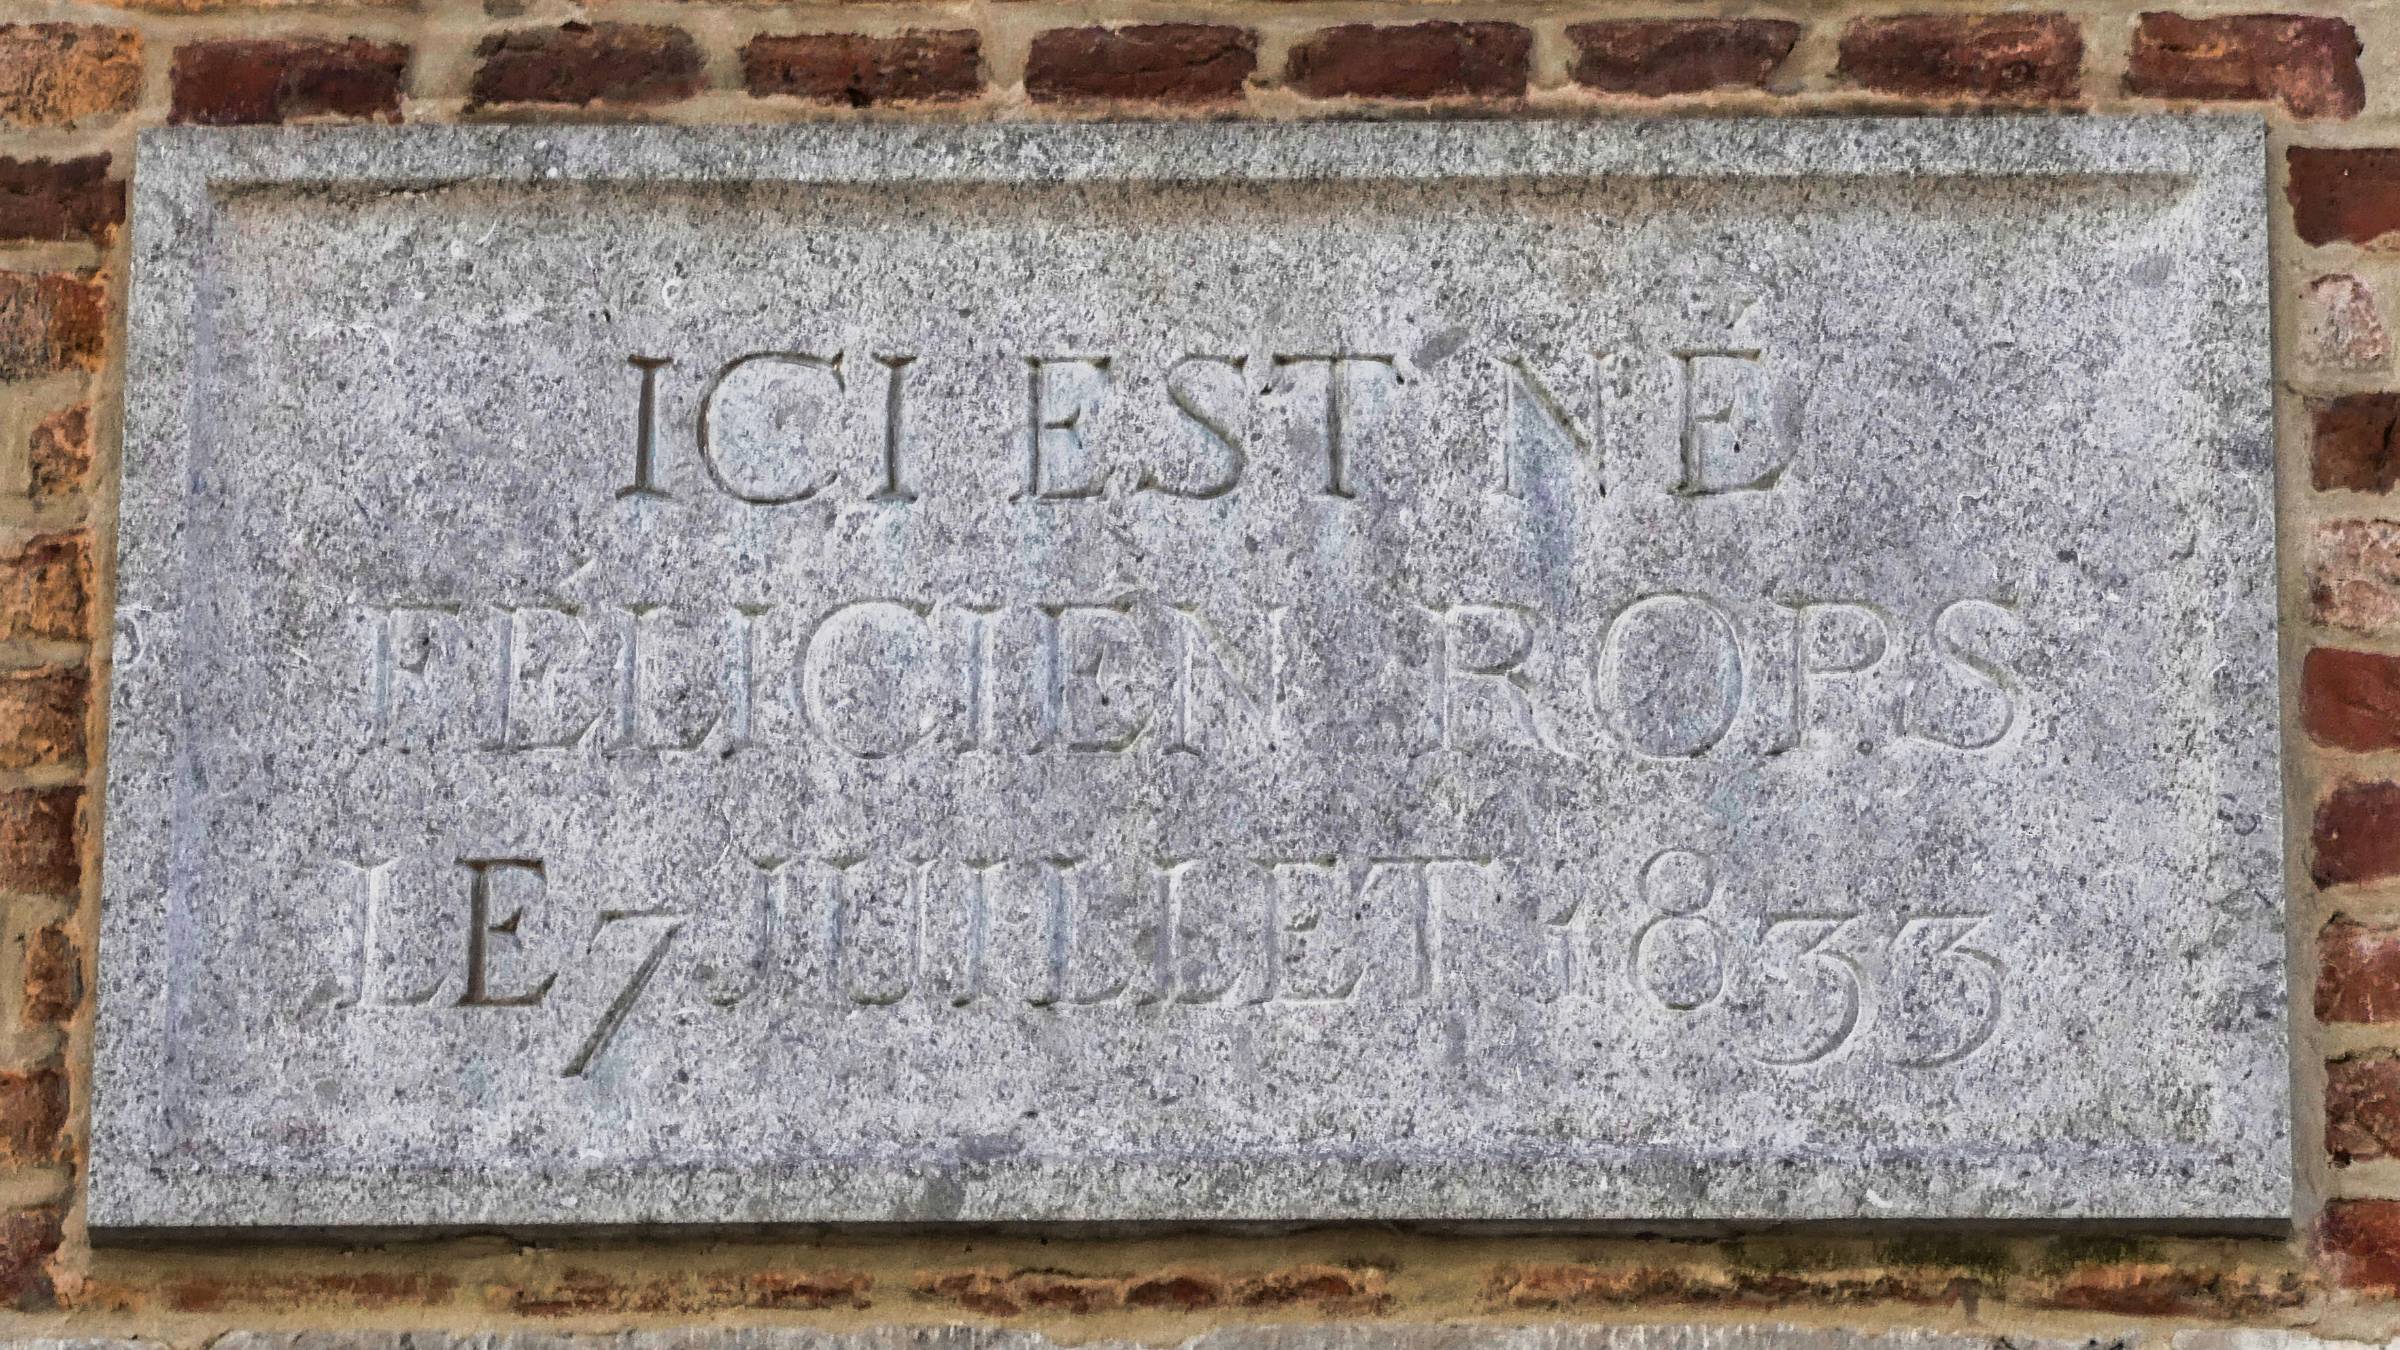 ICI EST NÉ
FÉLICIEN ROPS
LE 7 JUILLET 1833